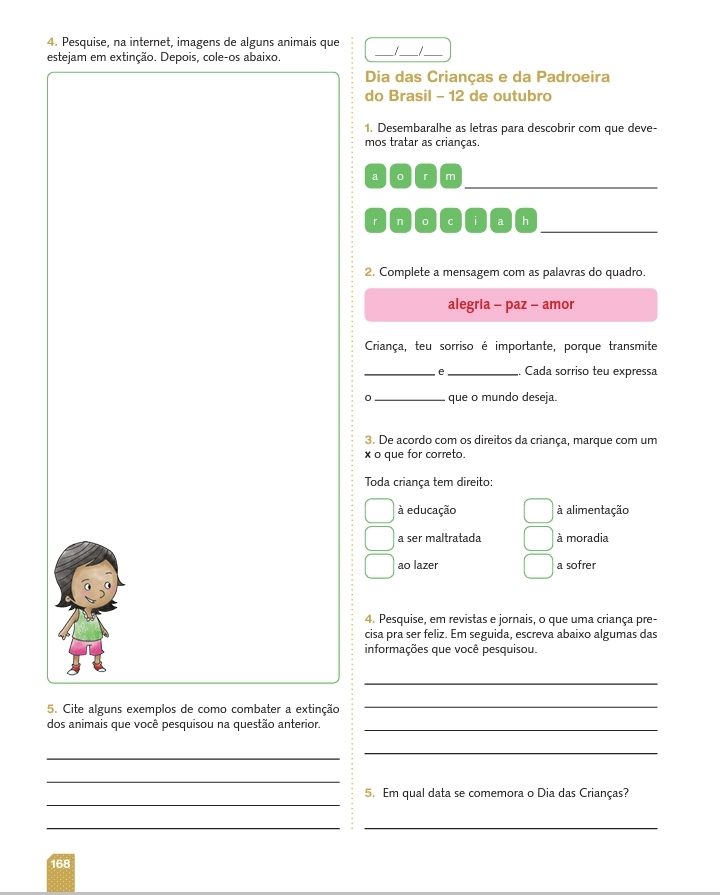 4. Pesquise, na internet, imagens de alguns animais que
estejam em extinção. Depois, cole-os abaixo.
5. Cite alguns exemplos de como combater a extinção
dos animais que você pesquisou na questão anterior.
___/___/___
Dia das Crianças e da Padroeira
do Brasil – 12 de outubro
1. Desembaralhe as letras para descobrir com que deve-
mos tratar as crianças.
a o r m
r n o c i a h
2. Complete a mensagem com as palavras do quadro.
alegria – paz – amor
Criança, teu sorriso é importante, porque transmite
__________ e __________. Cada sorriso teu expressa
o __________ que o mundo deseja.
3. De acordo com os direitos da criança, marque com um
x o que for correto.
Toda criança tem direito:
à educação à alimentação
a ser maltratada à moradia
ao lazer a sofrer
4. Pesquise, em revistas e jornais, o que uma criança pre-
cisa pra ser feliz. Em seguida, escreva abaixo algumas das
informações que você pesquisou.
5. Em qual data se comemora o Dia das Crianças?
168